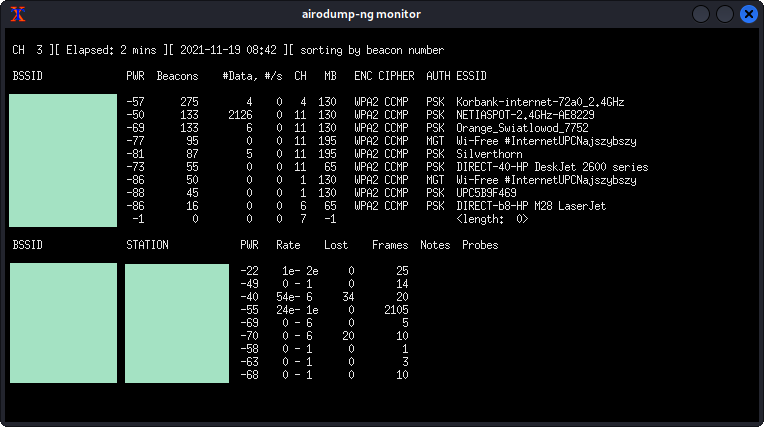 airodump-ng monitor
CH 3 ][ Elapsed: 2 mins ][ 2021-11-19 08:42 ][ sorting by beacon number
BSSID PWR Beacons #Data, #/s CH MB ENC CIPHER AUTH ESSID
-57 275 4 0 4 130 WPA2 CCMP PSK Korbank-internet-72a0_2.4GHz
-50 133 2126 0 11 130 WPA2 CCMP PSK NETIASPOT-2.4GHz-AE8229
-69 133 6 0 11 130 WPA2 CCMP PSK Orange_Swiatlowod_7752
-77 95 0 0 11 195 WPA2 CCMP MGT Wi-Free #InternetUPCNajszybszy
-81 87 5 0 11 195 WPA2 CCMP PSK Silverthorn
-73 55 0 0 11 65 WPA2 CCMP PSK DIRECT-40-HP DeskJet 2600 series
-86 50 0 0 1 130 WPA2 CCMP MGT Wi-Free #InternetUPCNajszybszy
-88 45 0 0 1 130 WPA2 CCMP PSK UPC5B9F469
-86 16 0 0 6 65 WPA2 CCMP PSK DIRECT-b8-HP M28 LaserJet
-1 0 0 0 7 -1 <length: 0>
BSSID STATION PWR Rate Lost Frames Notes Probes
-22 1e- 2e 0 25
-49 0 - 1 0 14
-40 54e- 6 34 20
-55 24e- 1e 0 2105
-69 0 - 6 0 5
-70 0 - 6 20 10
-58 0 - 1 0 1
-63 0 - 1 0 3
-68 0 - 1 0 10